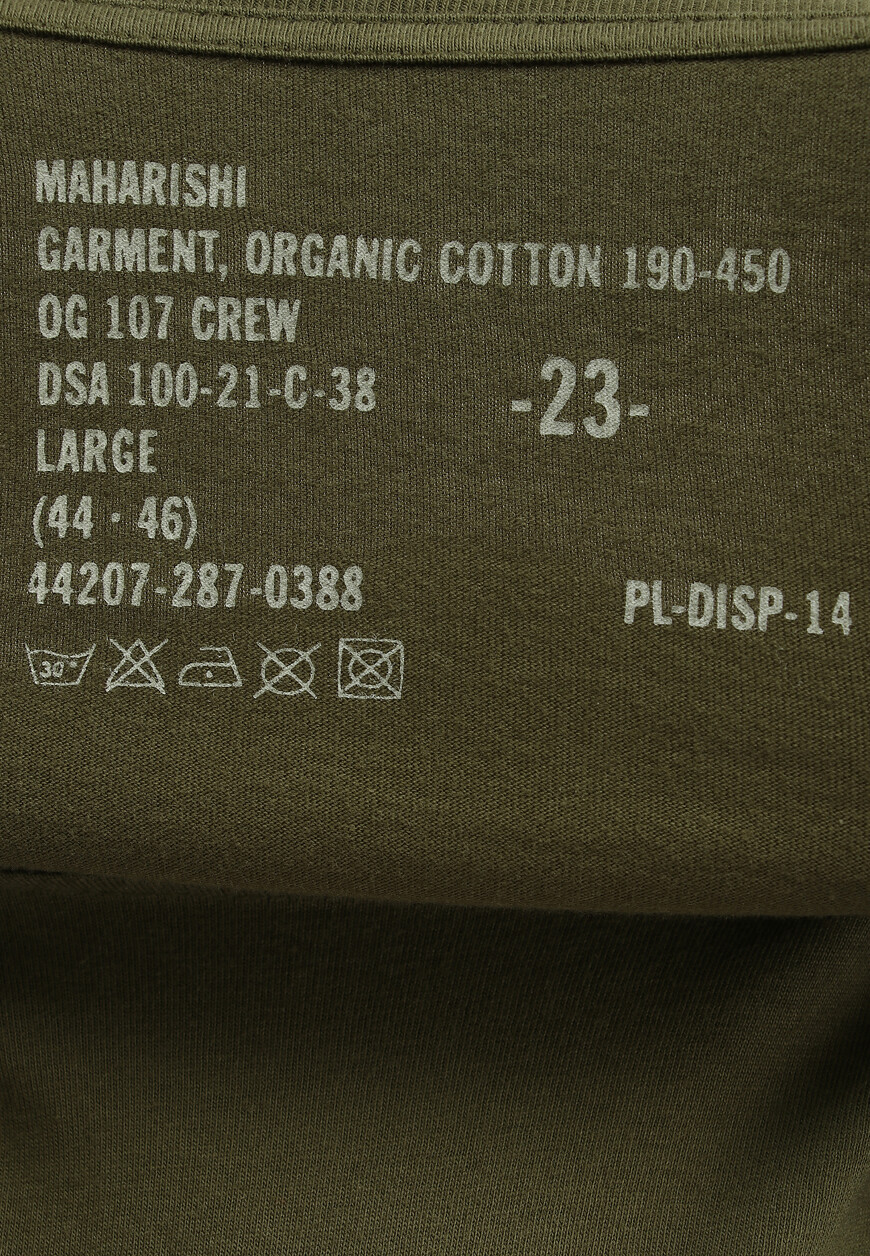 MAHARISHI
GARMENT, ORGANIC COTTON 190-450
OG 107 CREW
DSA 100-21-C-38
-23-
LARGE
(44 · 46)
44207-287-0388
PL-DISP-14
30°